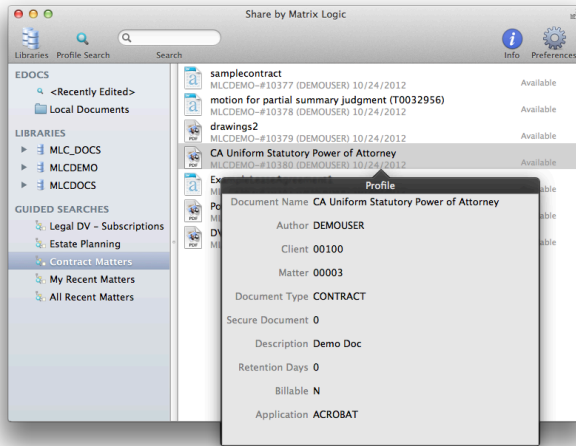 Share by Matrix Logic
Libraries Profile Search Search Info Preferences
EDOCS
<Recently Edited>
Local Documents
LIBRARIES
MLC_DOCS
MLCDEMO
MLCDOCS
GUIDED SEARCHES
Legal DV - Subscriptions
Estate Planning
Contract Matters
My Recent Matters
All Recent Matters
samplecontract
MLCDEMO-#10377 (DEMOUSER) 10/24/2012 Available
motion for partial summary judgment (T0032956)
MLCDEMO-#10378 (DEMOUSER) 10/24/2012 Available
drawings2
MLCDEMO-#10379 (DEMOUSER) 10/24/2012 Available
CA Uniform Statutory Power of Attorney
MLCDEMO-#10380 (DEMOUSER) 10/24/2012 Available
Profile
Document Name CA Uniform Statutory Power of Attorney
Author DEMOUSER
Client 00100
Matter 00003
Document Type CONTRACT
Secure Document 0
Description Demo Doc
Retention Days 0
Billable N
Application ACROBAT